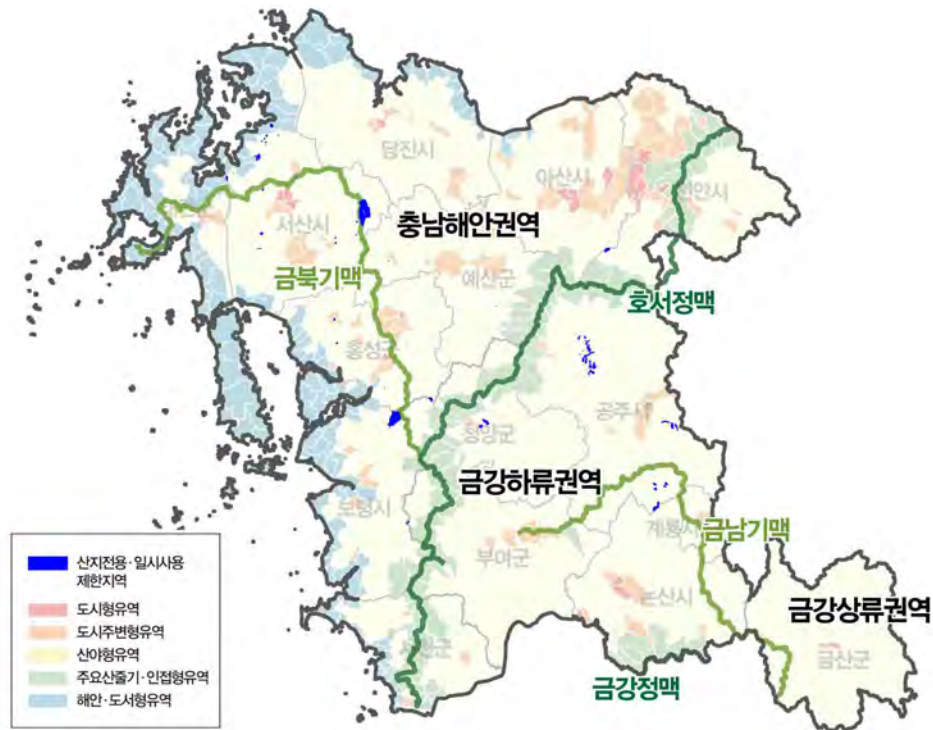 당진시
아산시
천안시
서산시
충남해안권역
금북기맥
예산군
호서정맥
홍성군
공주시
청양군
금강하류권역
보령시
부여군
계룡시
금남기맥
논산시
금강상류권역
서천군
금산군
금강정맥
산지전용·일시사용
제한지역
도시형유역
도시주변형유역
산야형유역
주요산줄기·인접형유역
해안·도서형유역